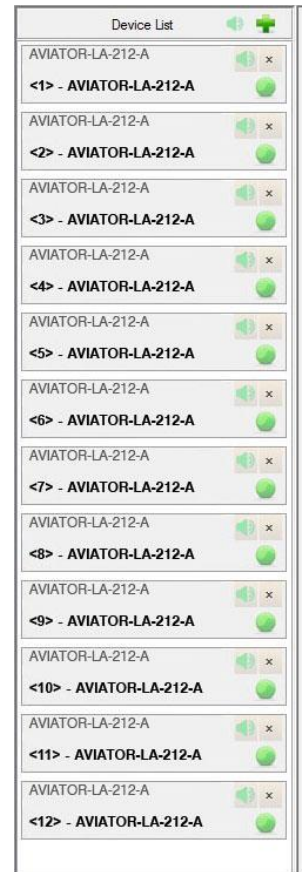 Device List
AVIATOR-LA-212-A
<1> - AVIATOR-LA-212-A
AVIATOR-LA-212-A
<2> - AVIATOR-LA-212-A
AVIATOR-LA-212-A
<3> - AVIATOR-LA-212-A
AVIATOR-LA-212-A
<4> - AVIATOR-LA-212-A
AVIATOR-LA-212-A
<5> - AVIATOR-LA-212-A
AVIATOR-LA-212-A
<6> - AVIATOR-LA-212-A
AVIATOR-LA-212-A
<7> - AVIATOR-LA-212-A
AVIATOR-LA-212-A
<8> - AVIATOR-LA-212-A
AVIATOR-LA-212-A
<9> - AVIATOR-LA-212-A
AVIATOR-LA-212-A
<10> - AVIATOR-LA-212-A
AVIATOR-LA-212-A
<11> - AVIATOR-LA-212-A
AVIATOR-LA-212-A
<12> - AVIATOR-LA-212-A